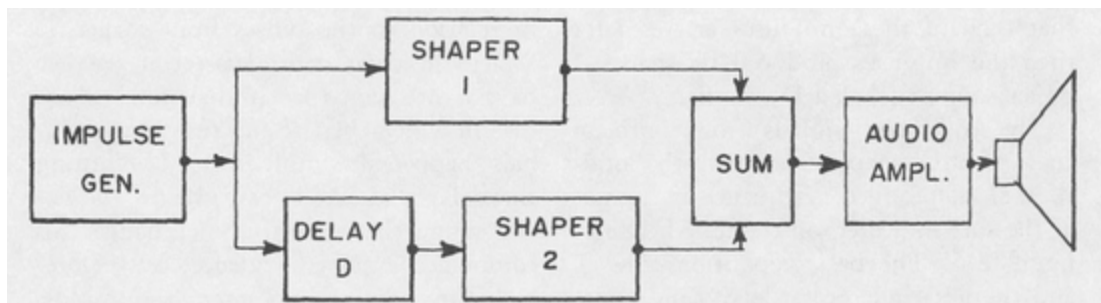 SHAPER
1
IMPULSE
GEN.
SUM
AUDIO
AMPL.
DELAY
D
SHAPER
2